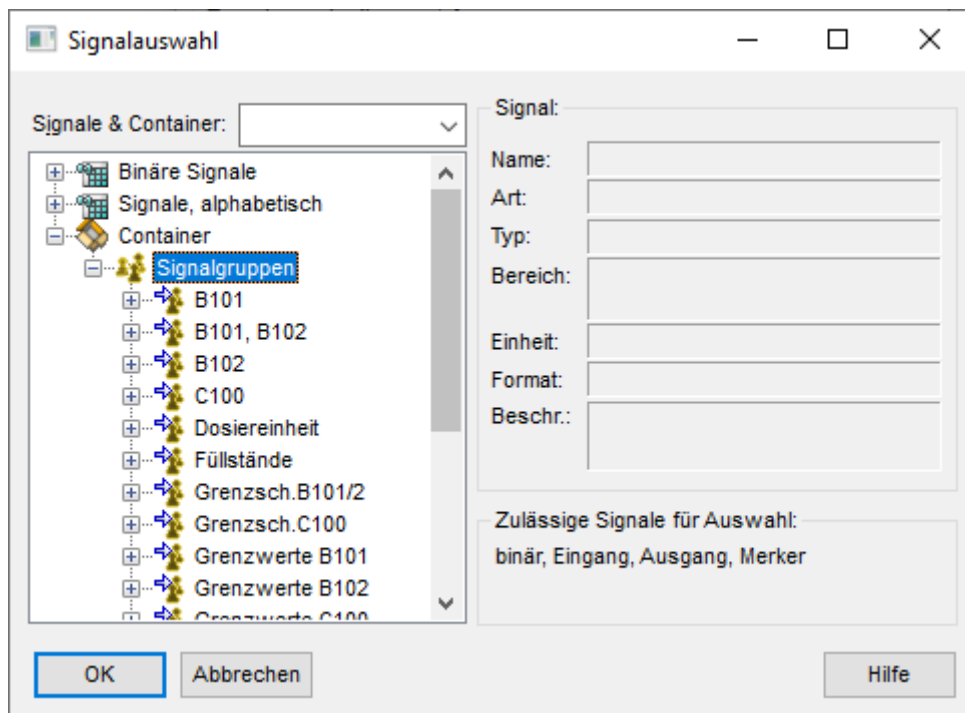 Signalauswahl
Signale & Container:
Binäre Signale
Signale, alphabetisch
Container
Signalgruppen
B101
B101, B102
B102
C100
Dosiereinheit
Füllstände
Grenzsch.B101/2
Grenzsch.C100
Grenzwerte B101
Grenzwerte B102
Grenzwerte C100
Signal:
Name:
Art:
Typ:
Bereich:
Einheit:
Format:
Beschr.:
Zulässige Signale für Auswahl:
binär, Eingang, Ausgang, Merker
OK
Abbrechen
Hilfe